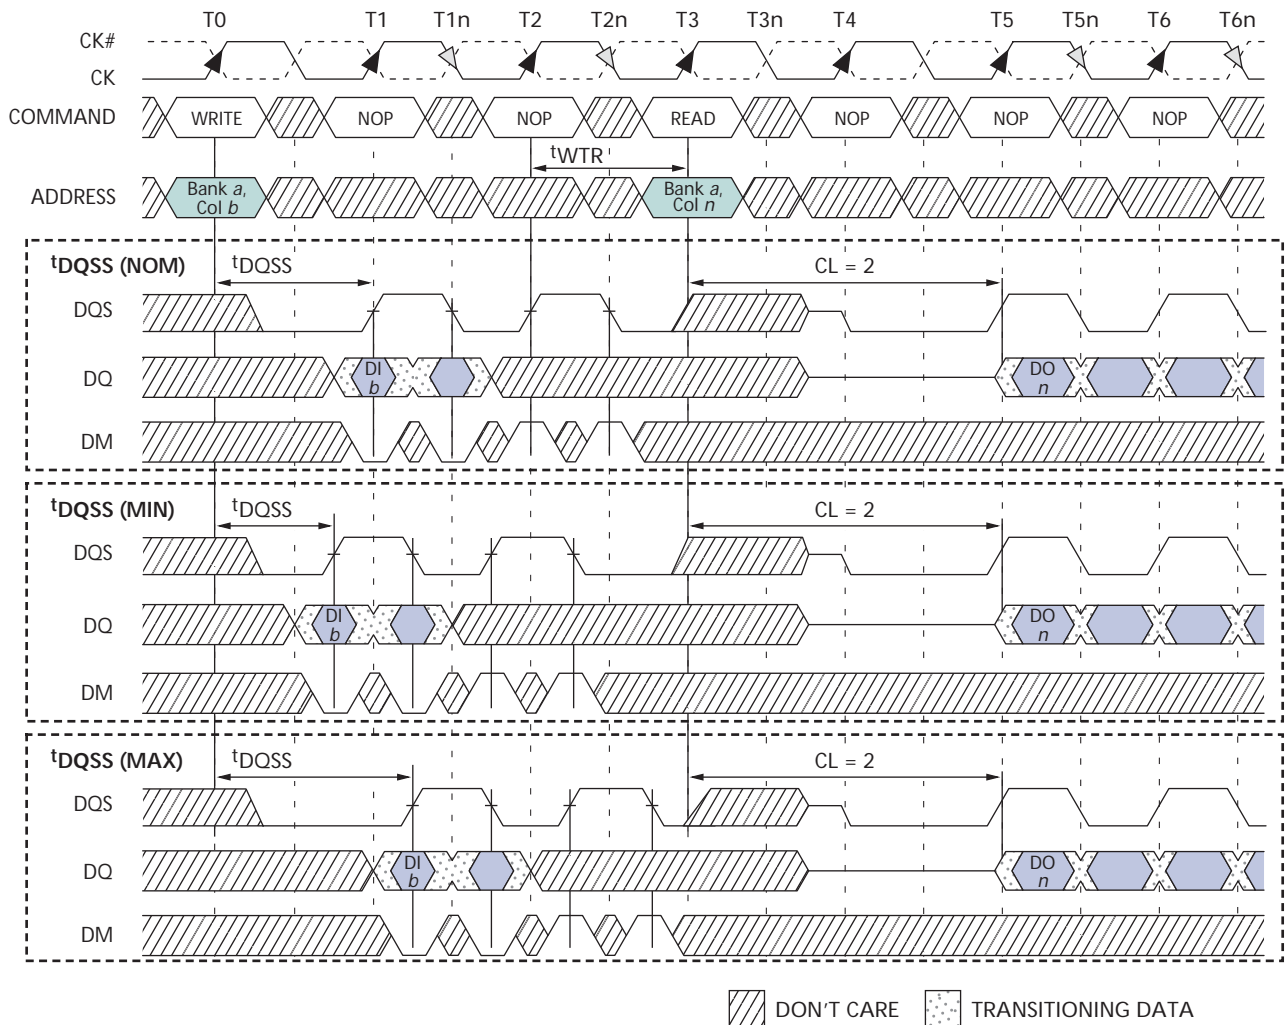 T0 T1 T1n T2 T2n T3 T3n T4 T5 T5n T6 T6n
CK#
CK
COMMAND WRITE NOP NOP READ NOP NOP NOP
tWTR
ADDRESS Bank a, Col b Bank a, Col n
tDQSS (NOM) tDQSS CL = 2
DQS
DQ DI b DO n
DM
tDQSS (MIN) tDQSS CL = 2
DQS
DQ DI b DO n
DM
tDQSS (MAX) tDQSS CL = 2
DQS
DQ DI b DO n
DM
DON'T CARE TRANSITIONING DATA